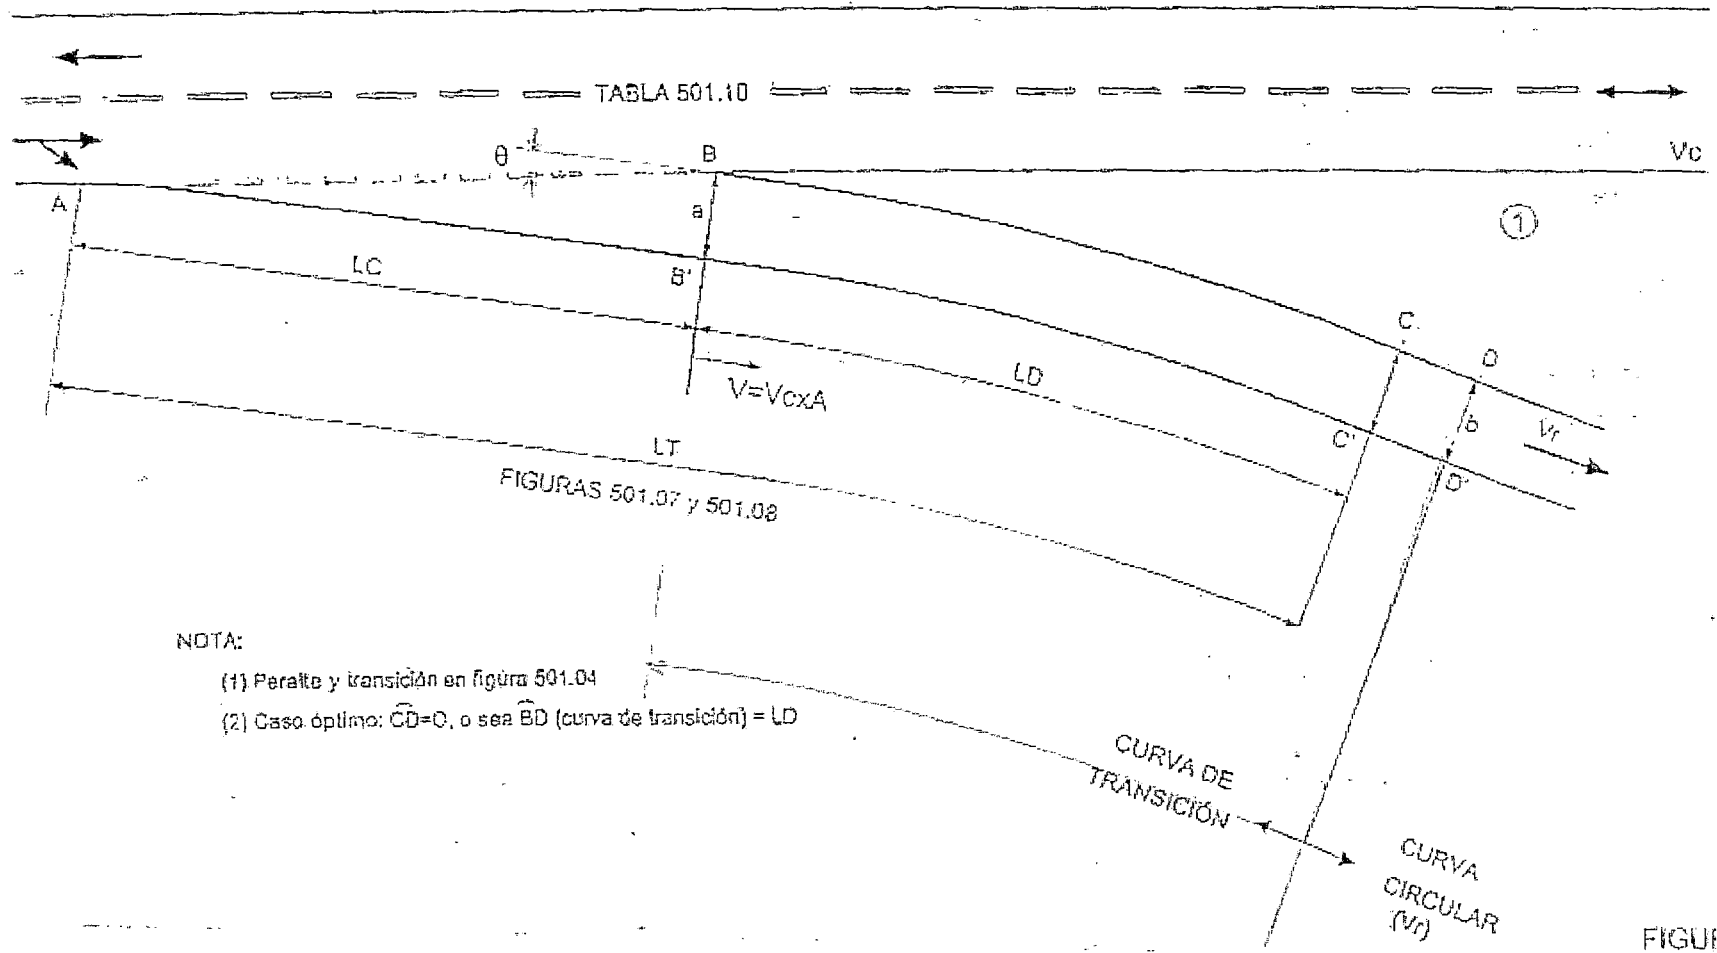 TABLA 501.10
θ
B
Vc
A
a
1
LC
B'
C
D
LD
V=VcxA
b
Vr
C'
D'
LT
FIGURAS 501.07 y 501.08
NOTA:
(1) Peralte y transición en figura 501.04
(2) Caso óptimo: CD=O, o sea BD (curva de transición) = LD
CURVA DE
TRANSICIÓN
CURVA
CIRCULAR
(Vr)
FIGUR